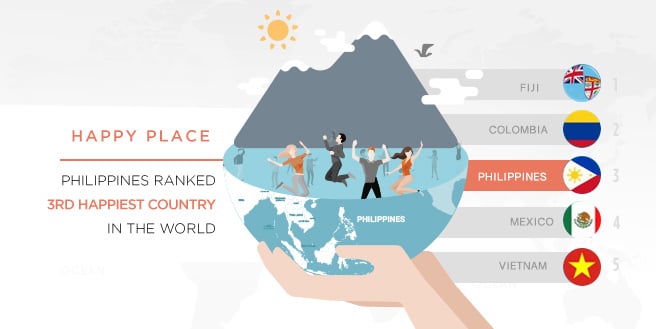 HAPPY PLACE
PHILIPPINES RANKED
3RD HAPPIEST COUNTRY
IN THE WORLD
PHILIPPINES
FIJI 1
COLOMBIA 2
PHILIPPINES 3
MEXICO 4
VIETNAM 5
OCEAN